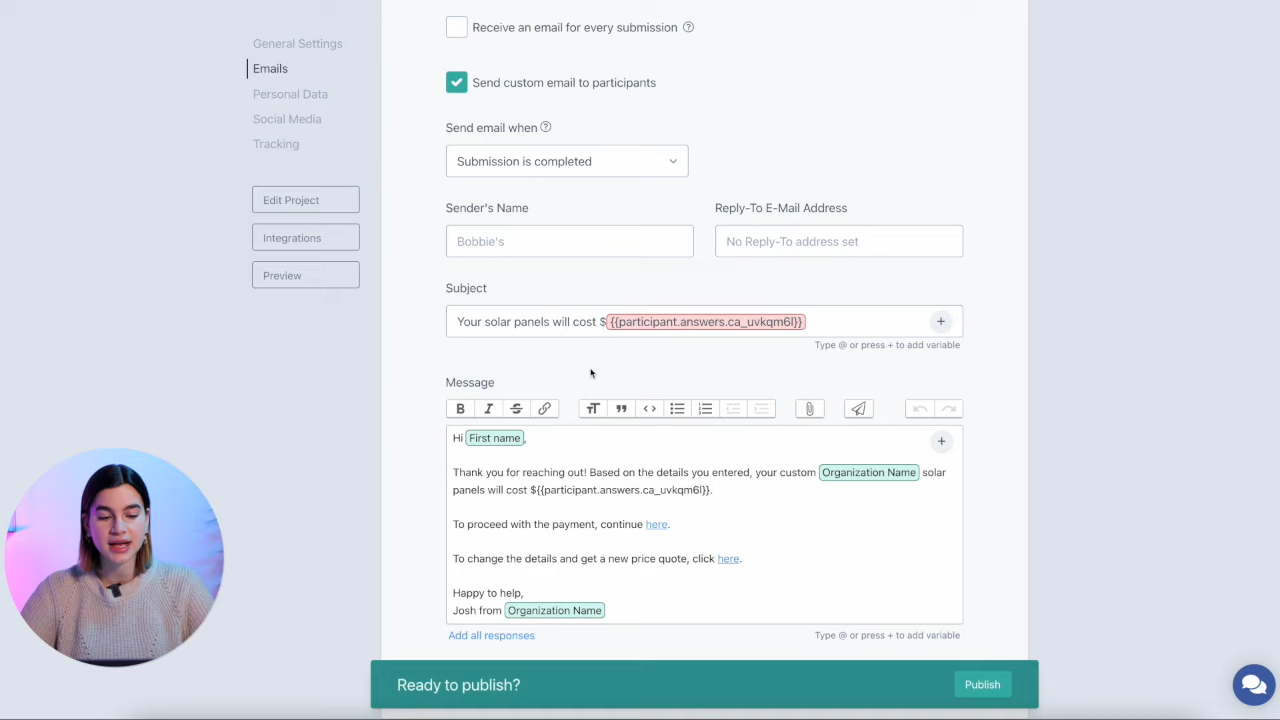 Receive an email for every submission ?
General Settings
Emails
Send custom email to participants
Personal Data
Social Media
Send email when ?
Tracking
Submission is completed
Edit Project
Sender's Name
Reply-To E-Mail Address
Integrations
Bobbie's
No Reply-To address set
Preview
Subject
Your solar panels will cost ${{participant.answers.ca_uvkqm6l}}
+
Type @ or press + to add variable
Message
B I S
Hi First name,
+
Thank you for reaching out! Based on the details you entered, your custom Organization Name solar
panels will cost ${{participant.answers.ca_uvkqm6l}}.
To proceed with the payment, continue here.
To change the details and get a new price quote, click here.
Happy to help,
Josh from Organization Name
Add all responses
Type @ or press + to add variable
Ready to publish?
Publish